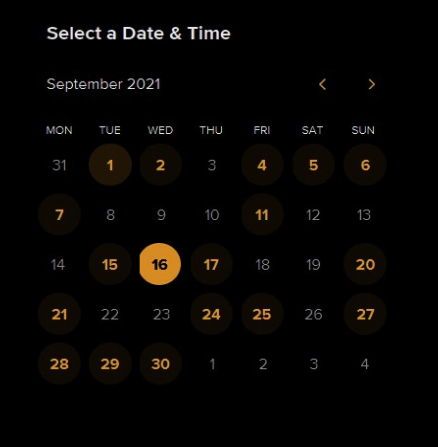 Select a Date & Time
September 2021
MON TUE WED THU FRI SAT SUN
31 1 2 3 4 5 6
7 8 9 10 11 12 13
14 15 16 17 18 19 20
21 22 23 24 25 26 27
28 29 30 1 2 3 4